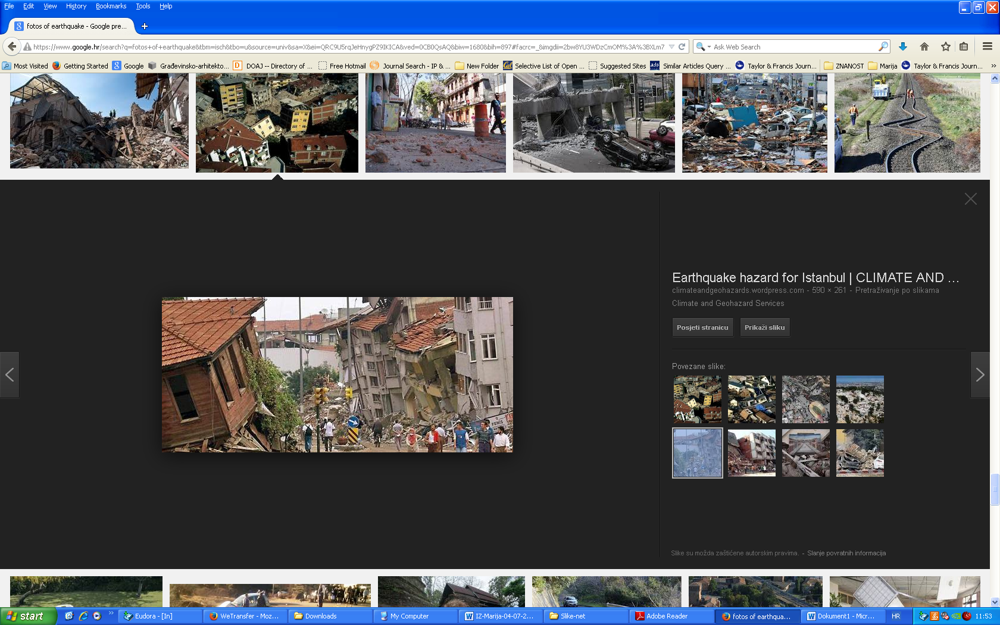 File Edit View History Bookmarks Tools Help
fotos of earthquake - Google pre...
https://www.google.hr/search?q=fotos+of+earthquake&tbm=isch&tbo=u&source=univ&sa=X&ei=QRC9U5rqJeHnygPZ9IKICA&ved=0CB0QsAQ&biw=1680&bih=897#facrc=_&imgdii=2bw8YU3WDzCmOM%3A%3BXLm7 Ask Web Search
Most Visited Getting Started Google Građevinsko-arhitekto... DOAJ -- Directory of ... Free Hotmail Journal Search - IP & ... New Folder Selective List of Open ... Suggested Sites Similar Articles Query ... Taylor & Francis Journ... ZNANOST Marija Taylor & Francis Journ... »
AFP
Earthquake hazard for Istanbul | CLIMATE AND ...
climateandgeohazards.wordpress.com - 590 × 261 - Pretraživanje po slikama
Climate and Geohazard Services
Posjeti stranicu Prikaži sliku
Povezane slike:
FENIS
Slike su možda zaštićene autorskim pravima. - Slanje povratnih informacija
start » Eudora - [In] WeTransfer - Moz... Downloads My Computer IZ-Marija-04-07-2... Slike-net Adobe Reader fotos of earthqua... Dokument1 - Micr... HR 11:53